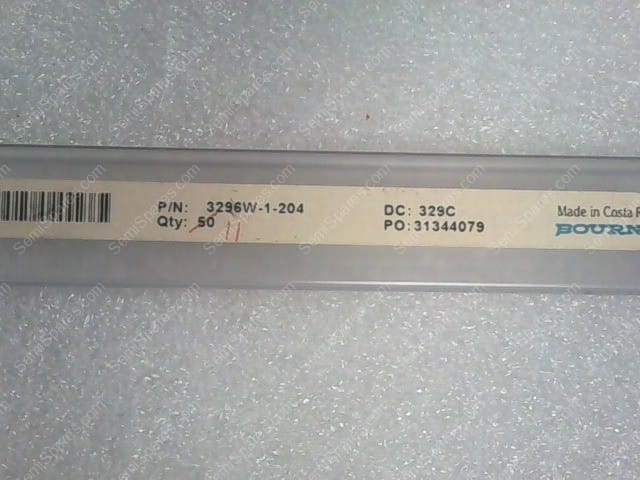 P/N: 3296W-1-204
Qty: 50 11
DC: 329C
PO: 31344079
Made in Costa
BOURN
SemiSpares.com